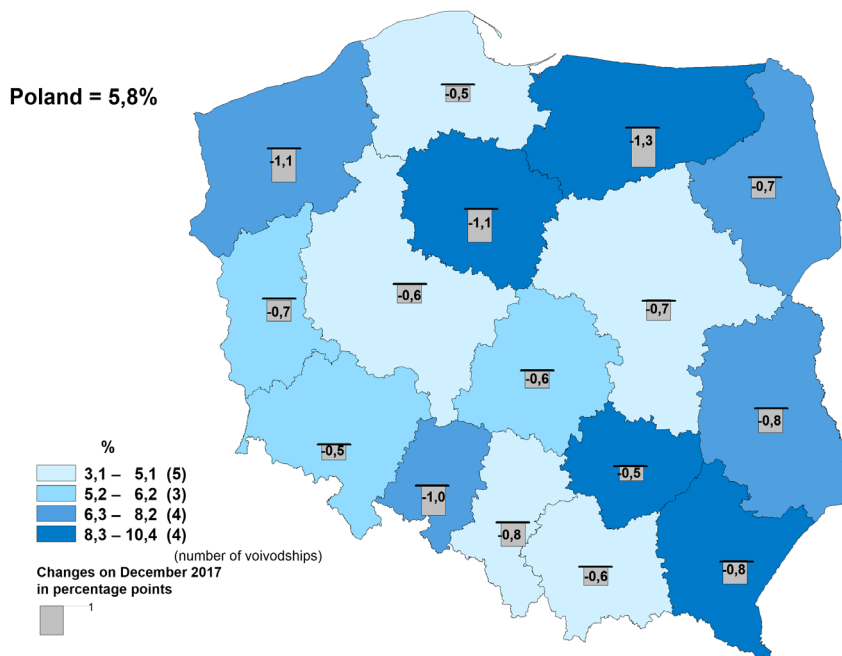 Poland = 5,8%
-0,5
-1,3
-1,1
-0,7
-1,1
-0,6
-0,7
-0,7
-0,6
-0,8
-0,5
-0,5
-1,0
-0,8
-0,6
-0,8
%
3,1 – 5,1 (5)
5,2 – 6,2 (3)
6,3 – 8,2 (4)
8,3 – 10,4 (4)
(number of voivodships)
Changes on December 2017
in percentage points
1